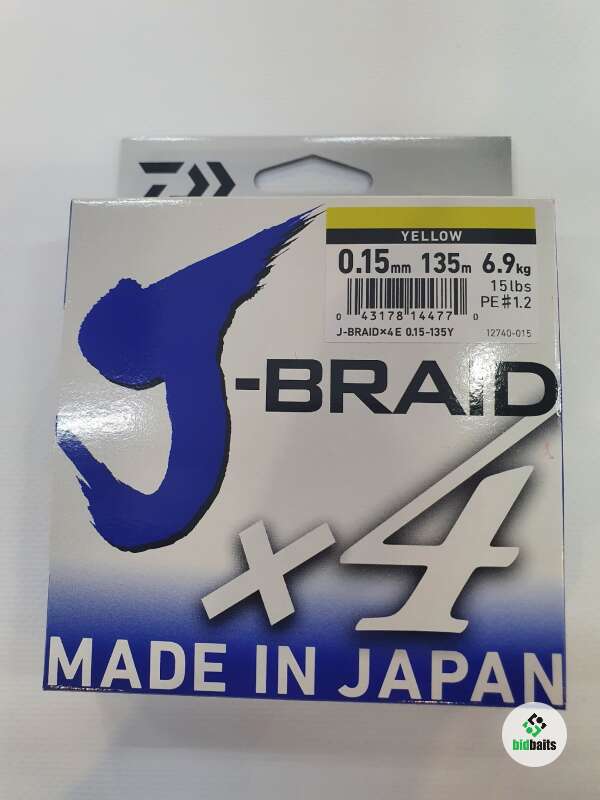 YELLOW
0.15mm 135m 6.9kg
15lbs
PE#1.2
0 43178 14477 0
J-BRAID×4E 0.15-135Y 12740-015
J-BRAID
×4
MADE IN JAPAN
bidbaits